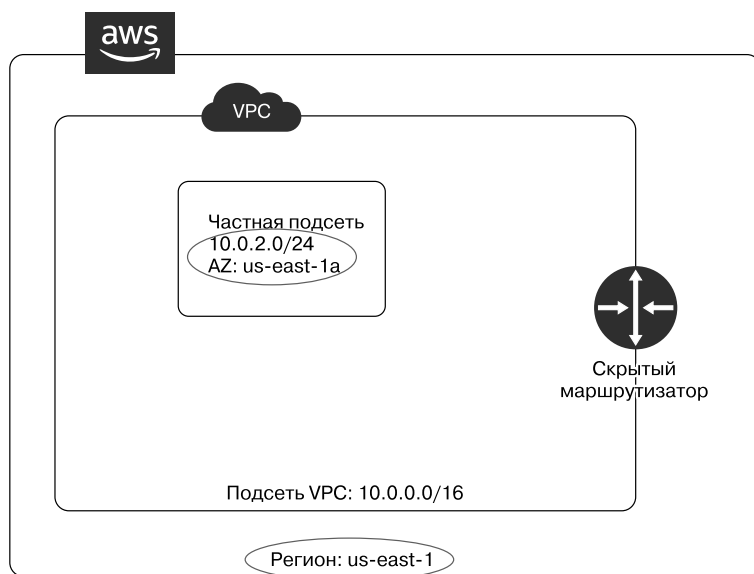 aws
VPC
Частная подсеть
10.0.2.0/24
AZ: us-east-1a
Скрытый
маршрутизатор
Подсеть VPC: 10.0.0.0/16
Регион: us-east-1